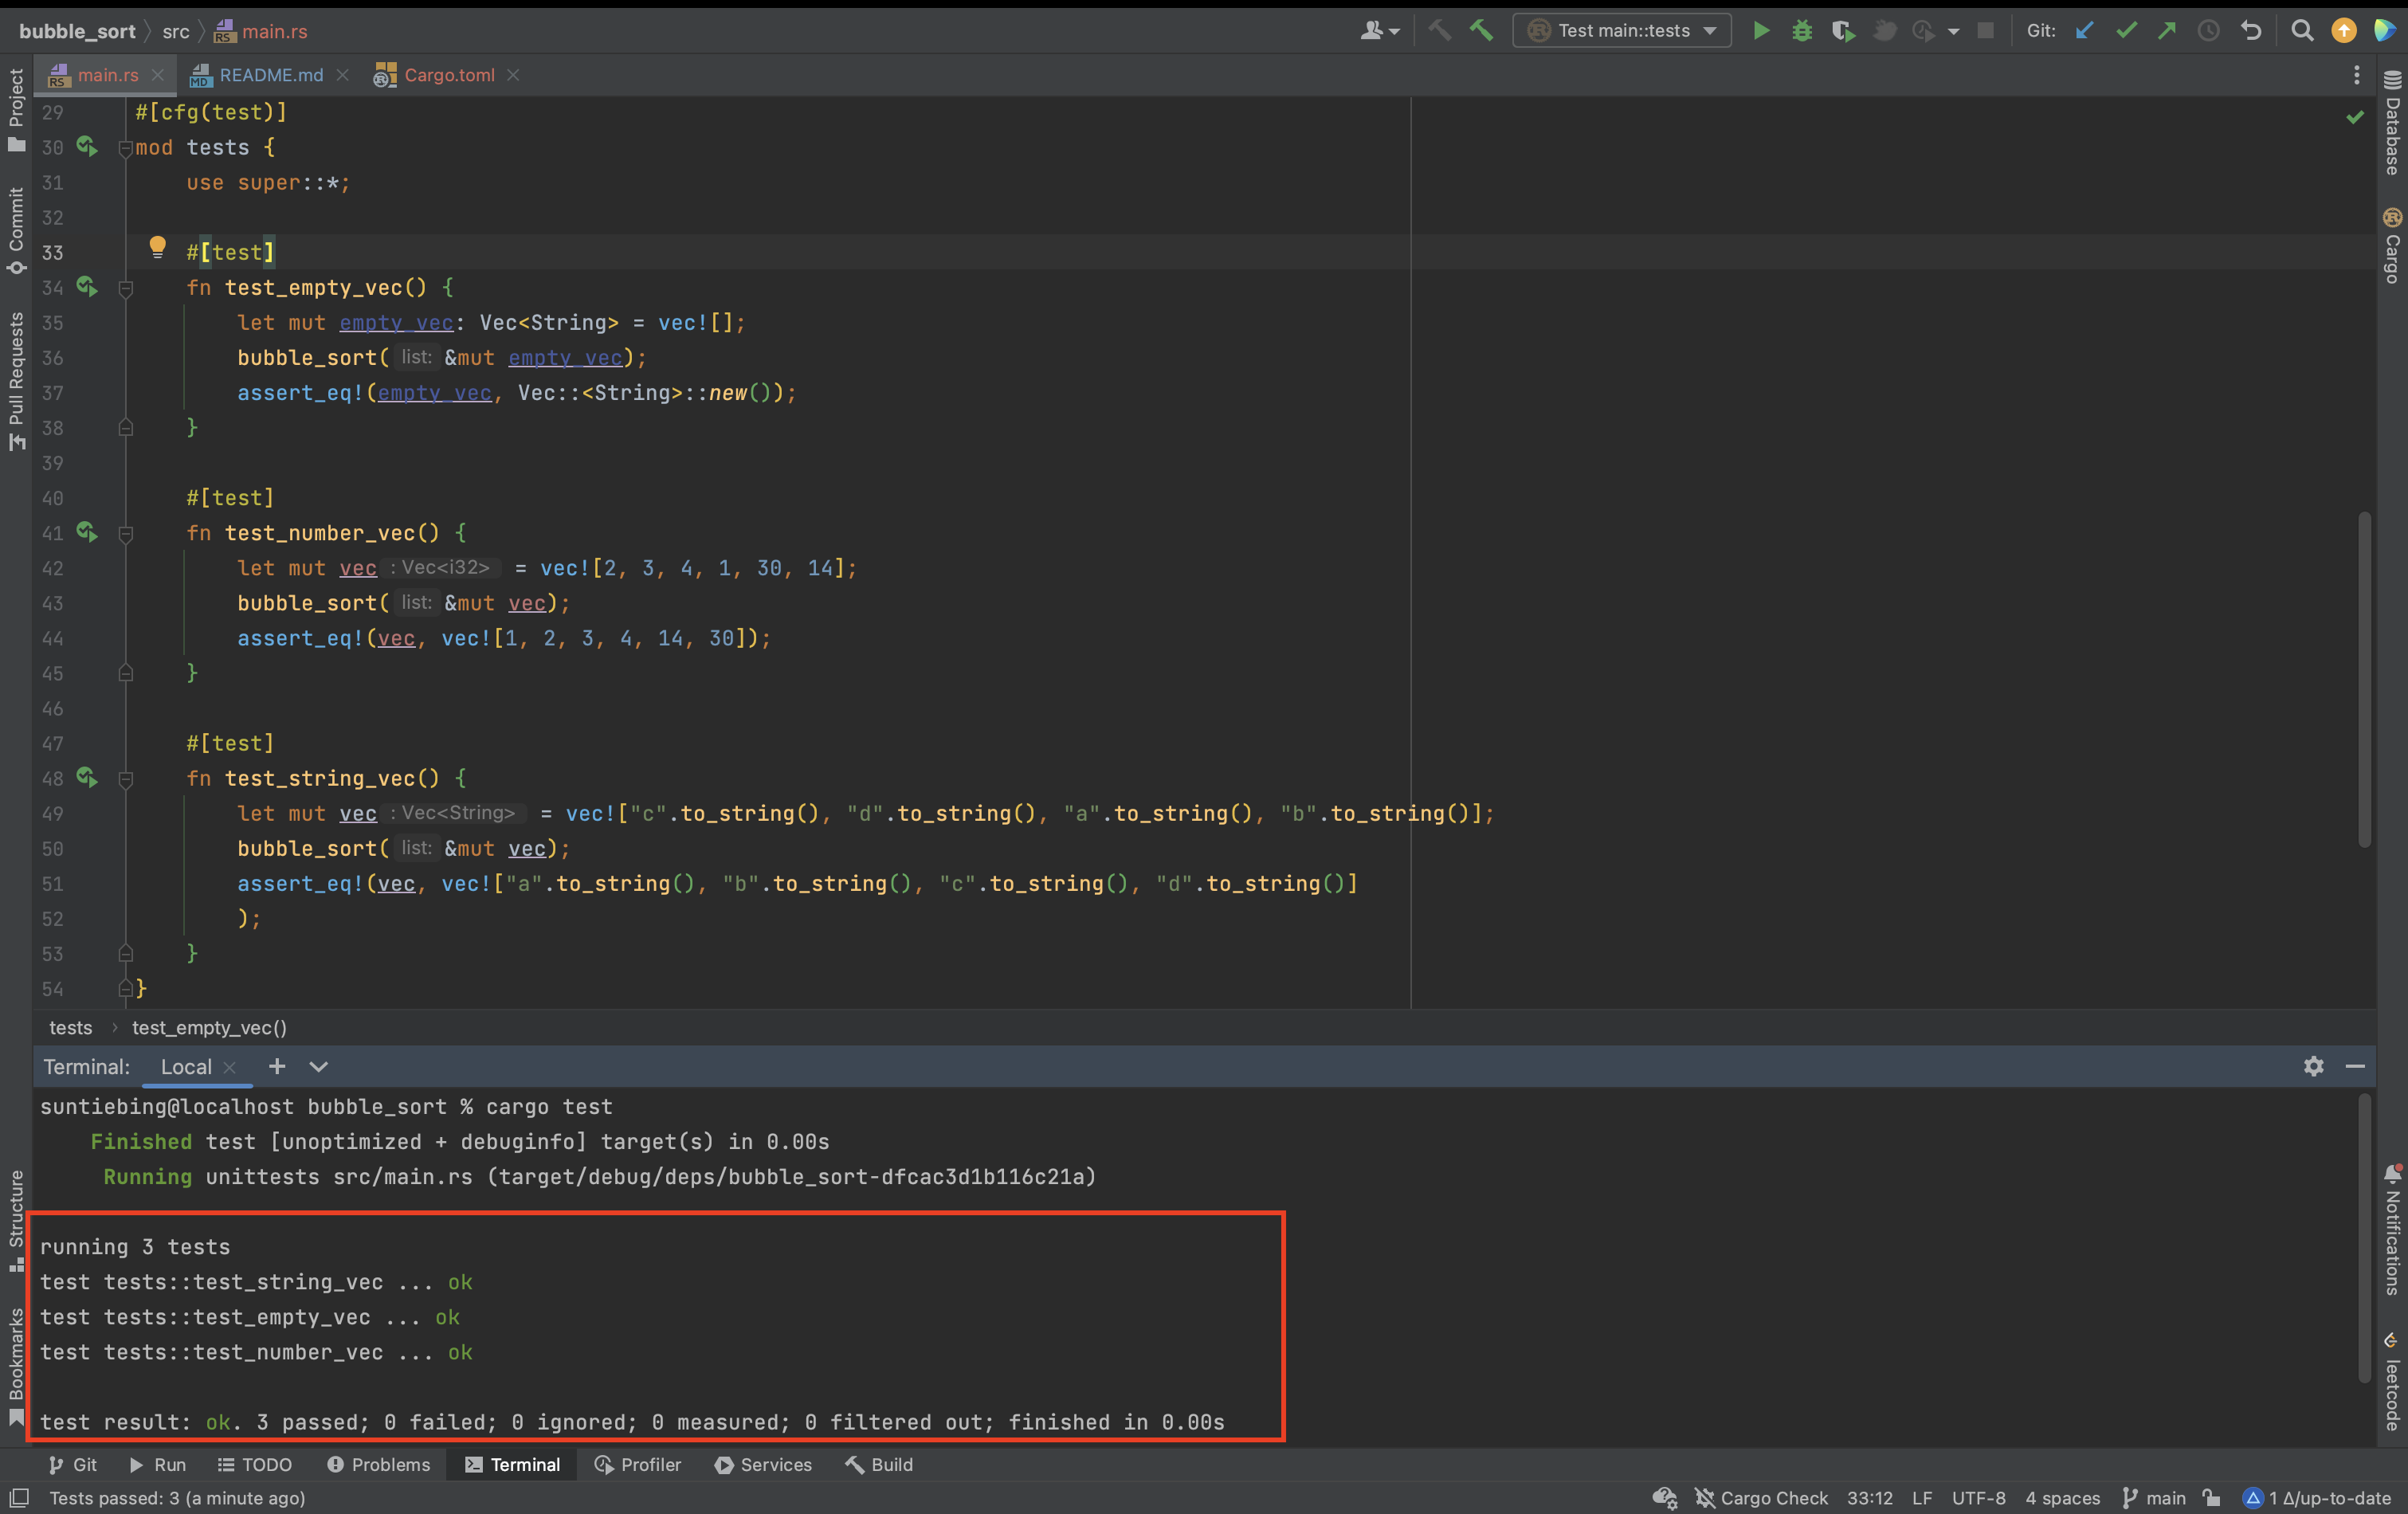 bubble_sort src main.rs Test main::tests Git:
main.rs README.md Cargo.toml
Project
Commit
Pull Requests
Structure
Bookmarks
29 #[cfg(test)]
30 mod tests {
31 use super::*;
32
33 #[test]
34 fn test_empty_vec() {
35 let mut empty_vec: Vec<String> = vec![];
36 bubble_sort( list: &mut empty_vec);
37 assert_eq!(empty_vec, Vec::<String>::new());
38 }
39
40 #[test]
41 fn test_number_vec() {
42 let mut vec : Vec<i32> = vec![2, 3, 4, 1, 30, 14];
43 bubble_sort( list: &mut vec);
44 assert_eq!(vec, vec![1, 2, 3, 4, 14, 30]);
45 }
46
47 #[test]
48 fn test_string_vec() {
49 let mut vec : Vec<String> = vec!["c".to_string(), "d".to_string(), "a".to_string(), "b".to_string()];
50 bubble_sort( list: &mut vec);
51 assert_eq!(vec, vec!["a".to_string(), "b".to_string(), "c".to_string(), "d".to_string()]
52 );
53 }
54 }
Database
Cargo
Notifications
leetcode
tests › test_empty_vec()
Terminal: Local
suntiebing@localhost bubble_sort % cargo test
Finished test [unoptimized + debuginfo] target(s) in 0.00s
Running unittests src/main.rs (target/debug/deps/bubble_sort-dfcac3d1b116c21a)
running 3 tests
test tests::test_string_vec ... ok
test tests::test_empty_vec ... ok
test tests::test_number_vec ... ok
test result: ok. 3 passed; 0 failed; 0 ignored; 0 measured; 0 filtered out; finished in 0.00s
Git Run TODO Problems Terminal Profiler Services Build
Tests passed: 3 (a minute ago) Cargo Check 33:12 LF UTF-8 4 spaces main 1 Δ/up-to-date